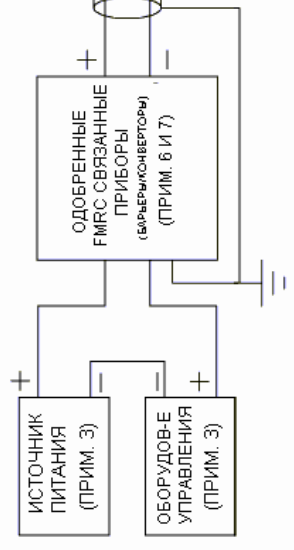 +
−
ОДОБРЕННЫЕ
FMRC СВЯЗАННЫЕ
ПРИБОРЫ
(БАРЬЕРЫ/КОНВЕРТОРЫ)
(ПРИМ. 6 И 7)
+
−
−
+
ИСТОЧНИК
ПИТАНИЯ
(ПРИМ. 3)
ОБОРУДОВ-Е
УПРАВЛЕНИЯ
(ПРИМ. 3)